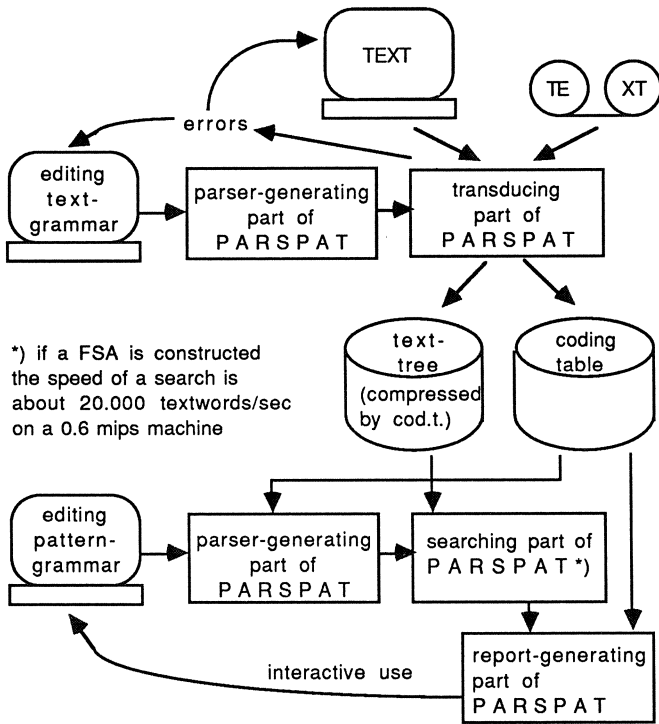 TEXT
TE
XT
errors
editing
text-
grammar
parser-generating
part of
PARSPAT
transducing
part of
PARSPAT
*) if a FSA is constructed
the speed of a search is
about 20.000 textwords/sec
on a 0.6 mips machine
text-
tree
(compressed
by cod.t.)
coding
table
editing
pattern-
grammar
parser-generating
part of
PARSPAT
searching part of
PARSPAT *)
interactive use
report-generating
part of
PARSPAT